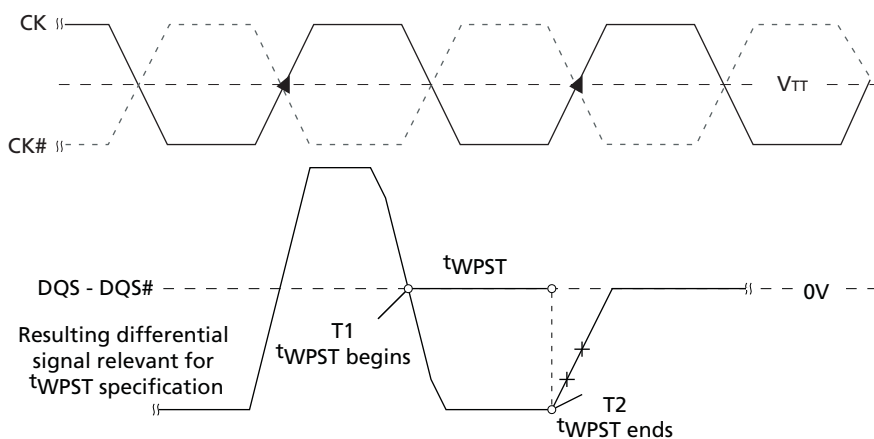 CK
VTT
CK#
tWPST
DQS - DQS#
0V
T1
tWPST begins
Resulting differential
signal relevant for
tWPST specification
T2
tWPST ends